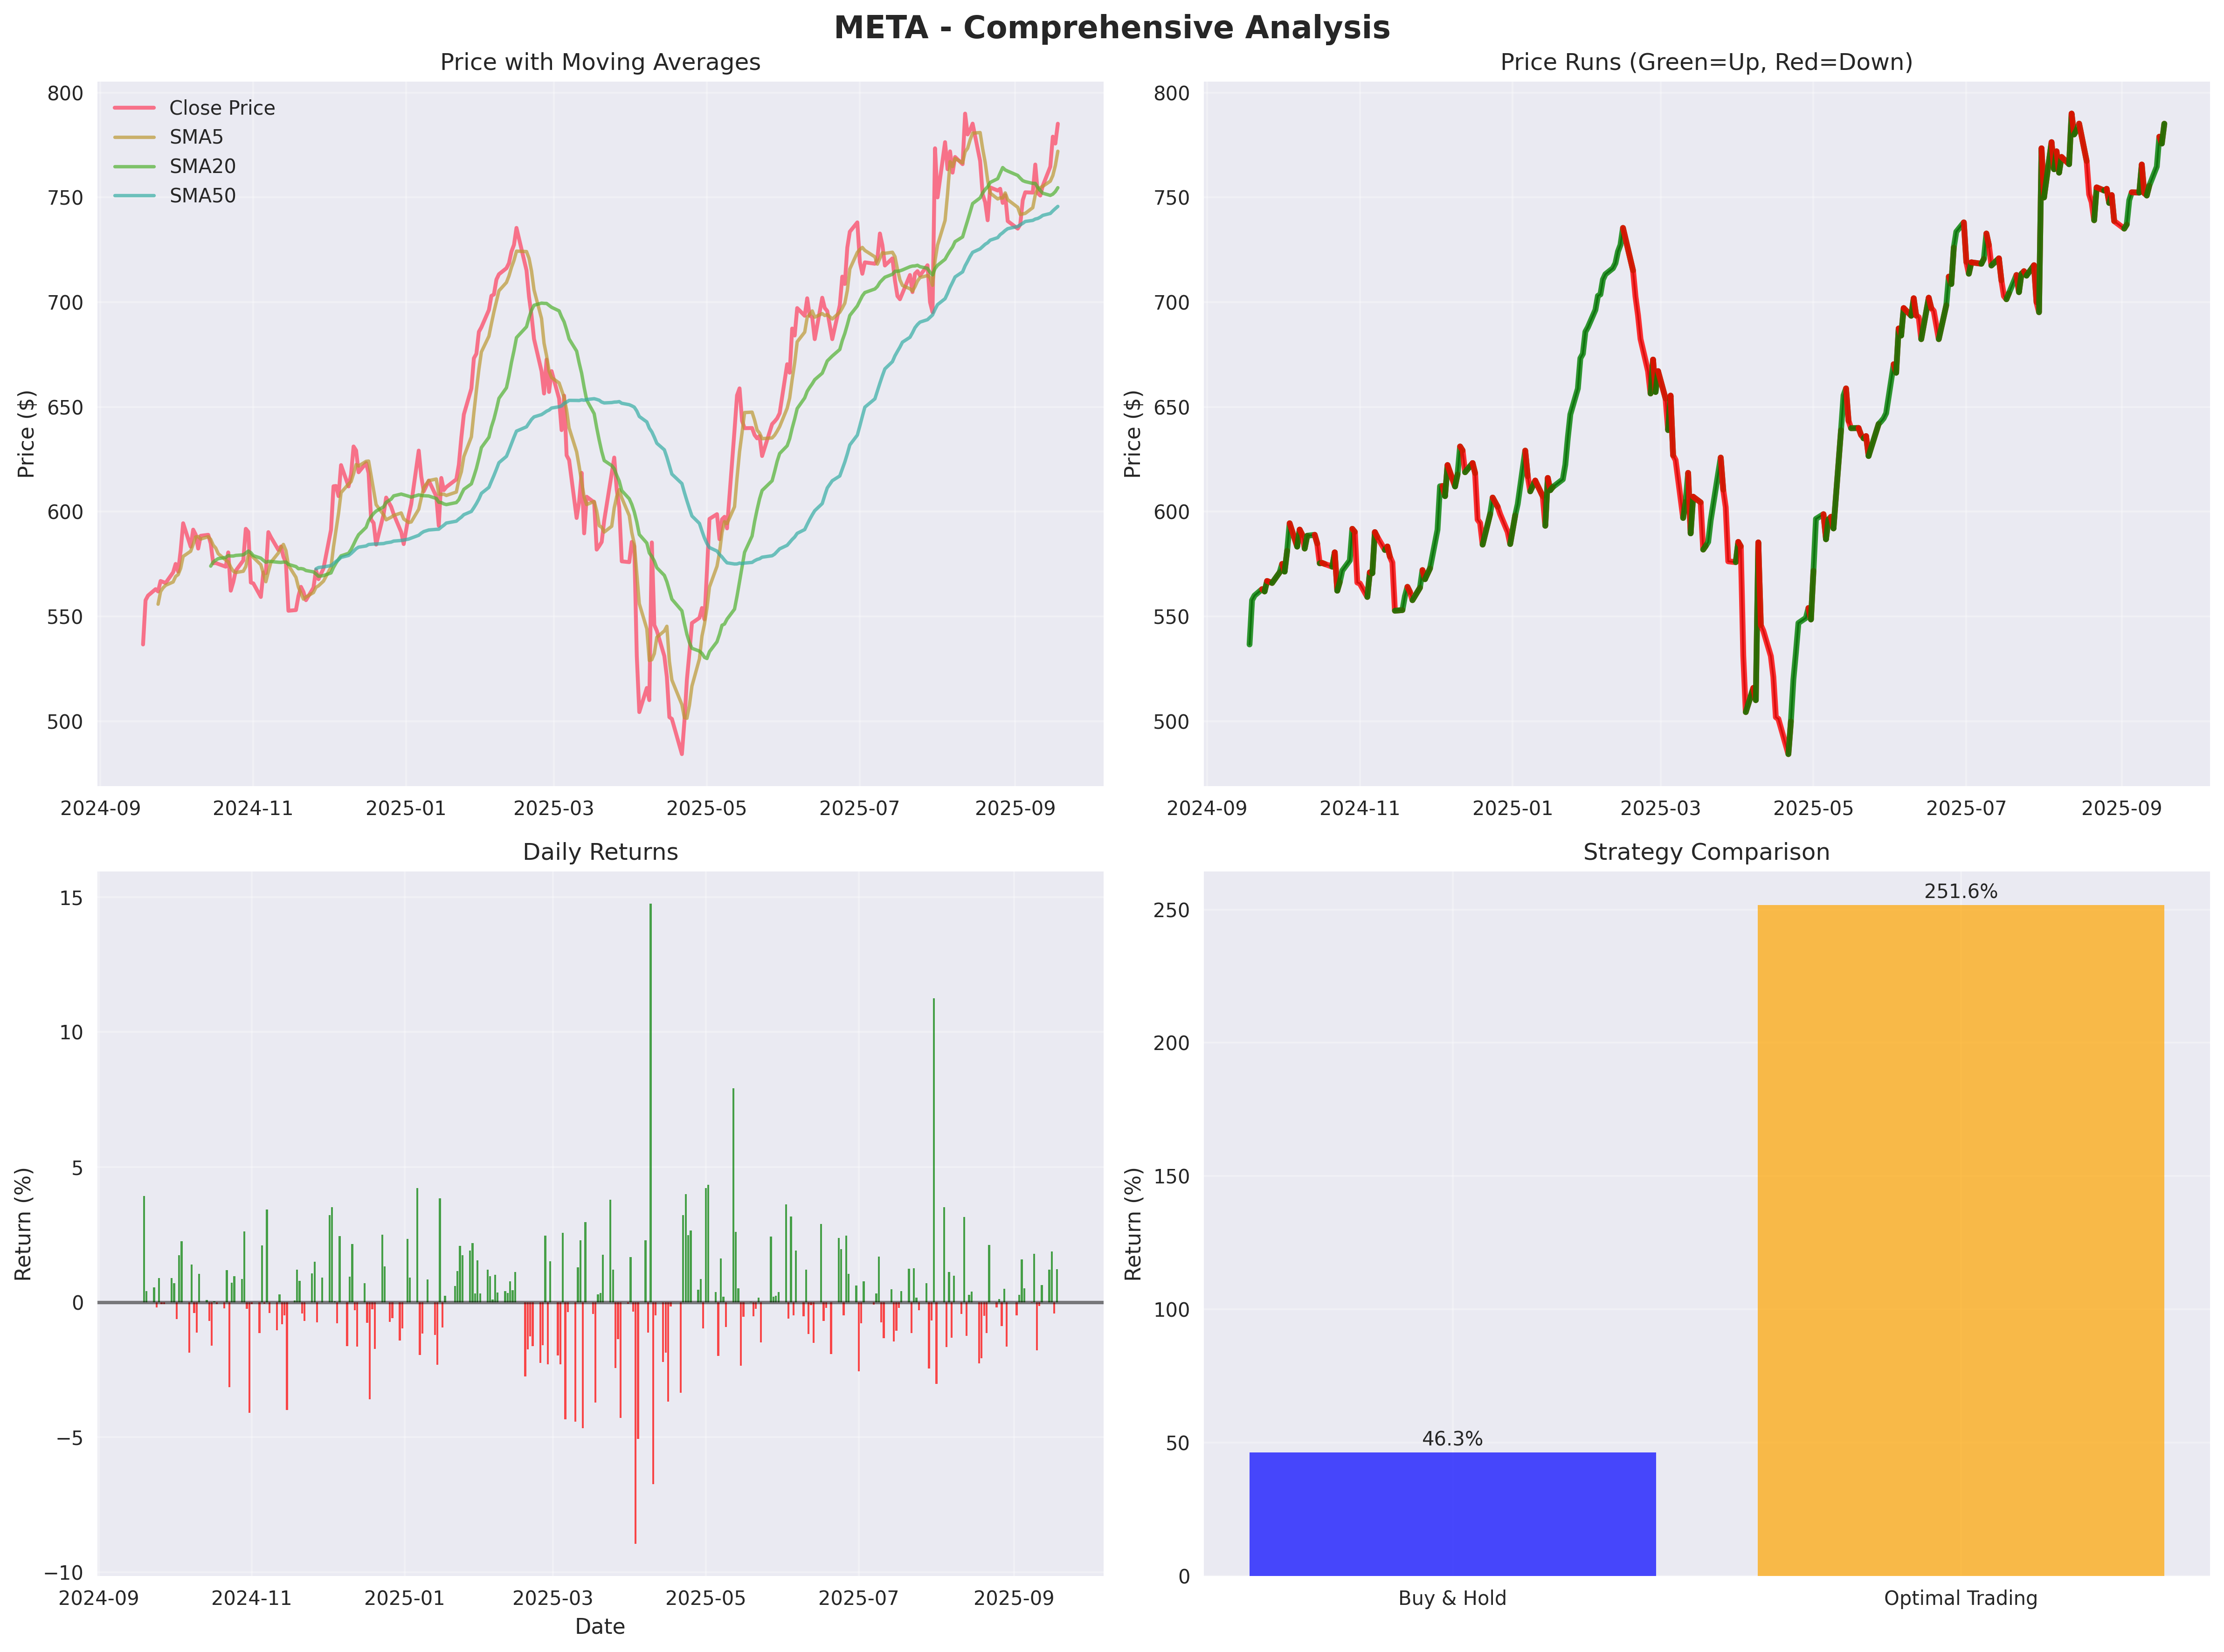 META - Comprehensive Analysis
Price with Moving Averages
Price ($)
800
750
700
650
600
550
500
Close Price
SMA5
SMA20
SMA50
2024-09 2024-11 2025-01 2025-03 2025-05 2025-07 2025-09
Price Runs (Green=Up, Red=Down)
Price ($)
800
750
700
650
600
550
500
2024-09 2024-11 2025-01 2025-03 2025-05 2025-07 2025-09
Daily Returns
Return (%)
15
10
5
0
−5
−10
2024-09 2024-11 2025-01 2025-03 2025-05 2025-07 2025-09
Date
Strategy Comparison
Return (%)
250
200
150
100
50
0
46.3%
251.6%
Buy & Hold Optimal Trading